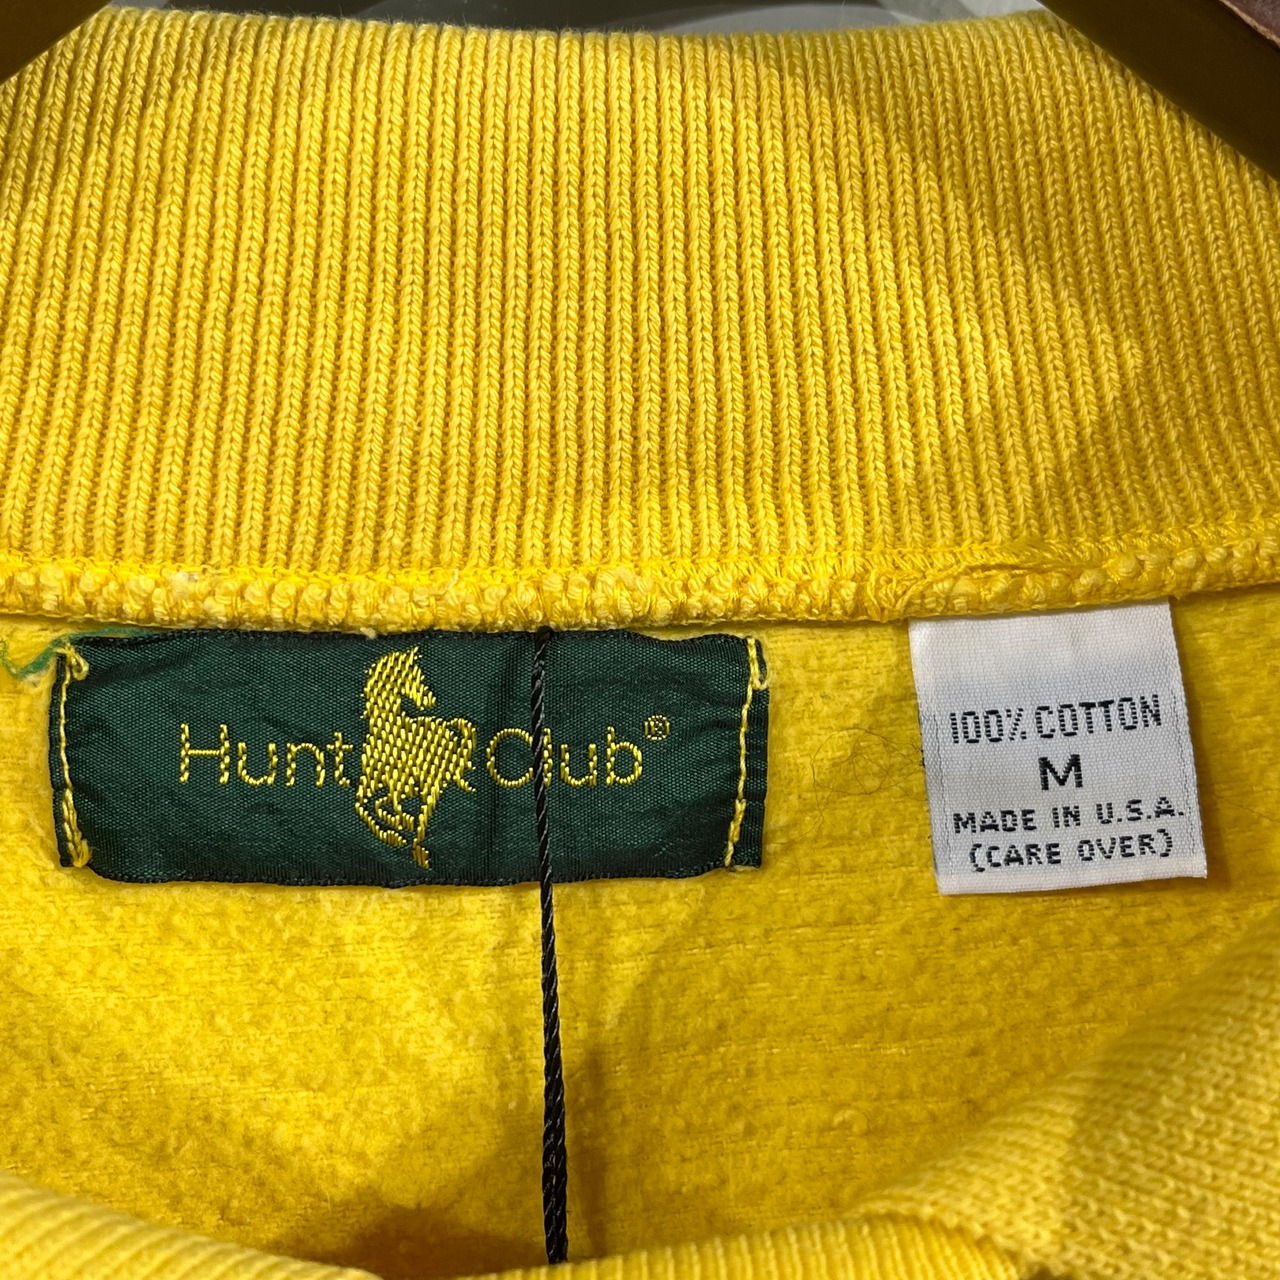 Hunt Club®
100% COTTON
M
MADE IN U.S.A.
(CARE OVER)